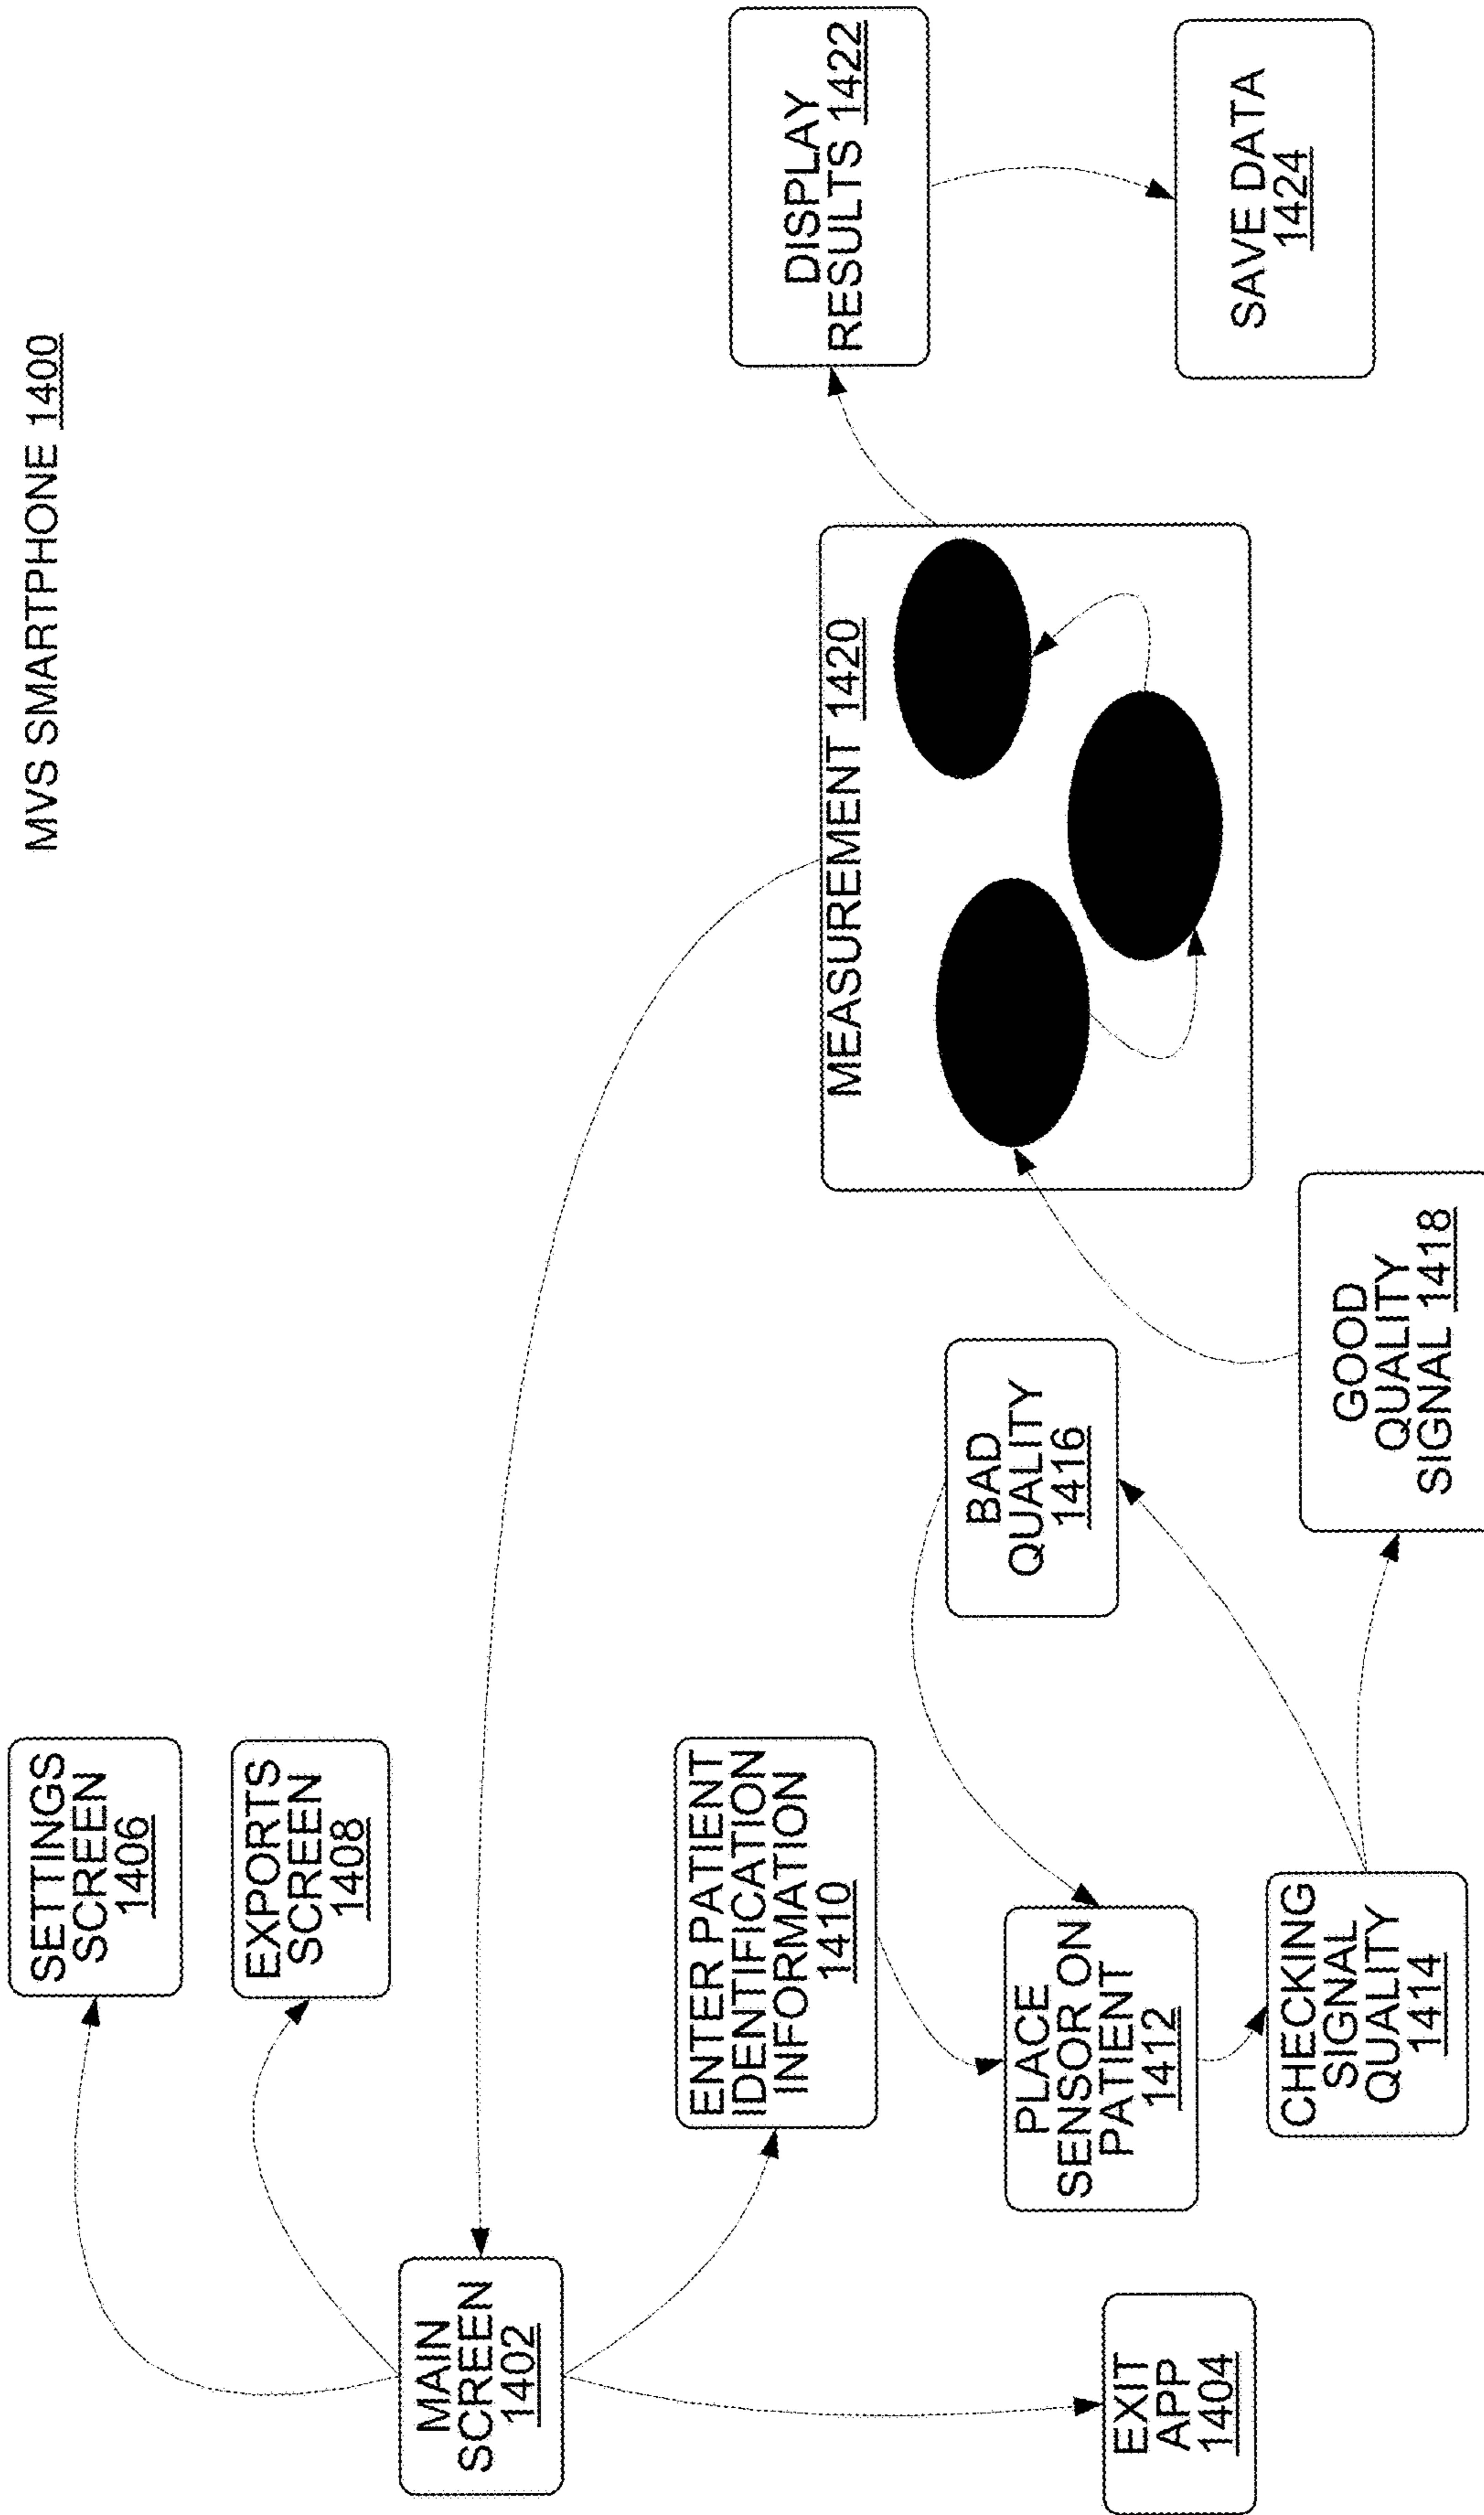 MVS SMARTPHONE 1400
SETTINGS
SCREEN
1406
EXPORTS
SCREEN
1408
MAIN
SCREEN
1402
ENTER PATIENT
IDENTIFICATION
INFORMATION
1410
EXIT
APP
1404
PLACE
SENSOR ON
PATIENT
1412
CHECKING
SIGNAL
QUALITY
1414
BAD
QUALITY
1416
GOOD
QUALITY
SIGNAL 1418
MEASUREMENT 1420
DISPLAY
RESULTS 1422
SAVE DATA
1424